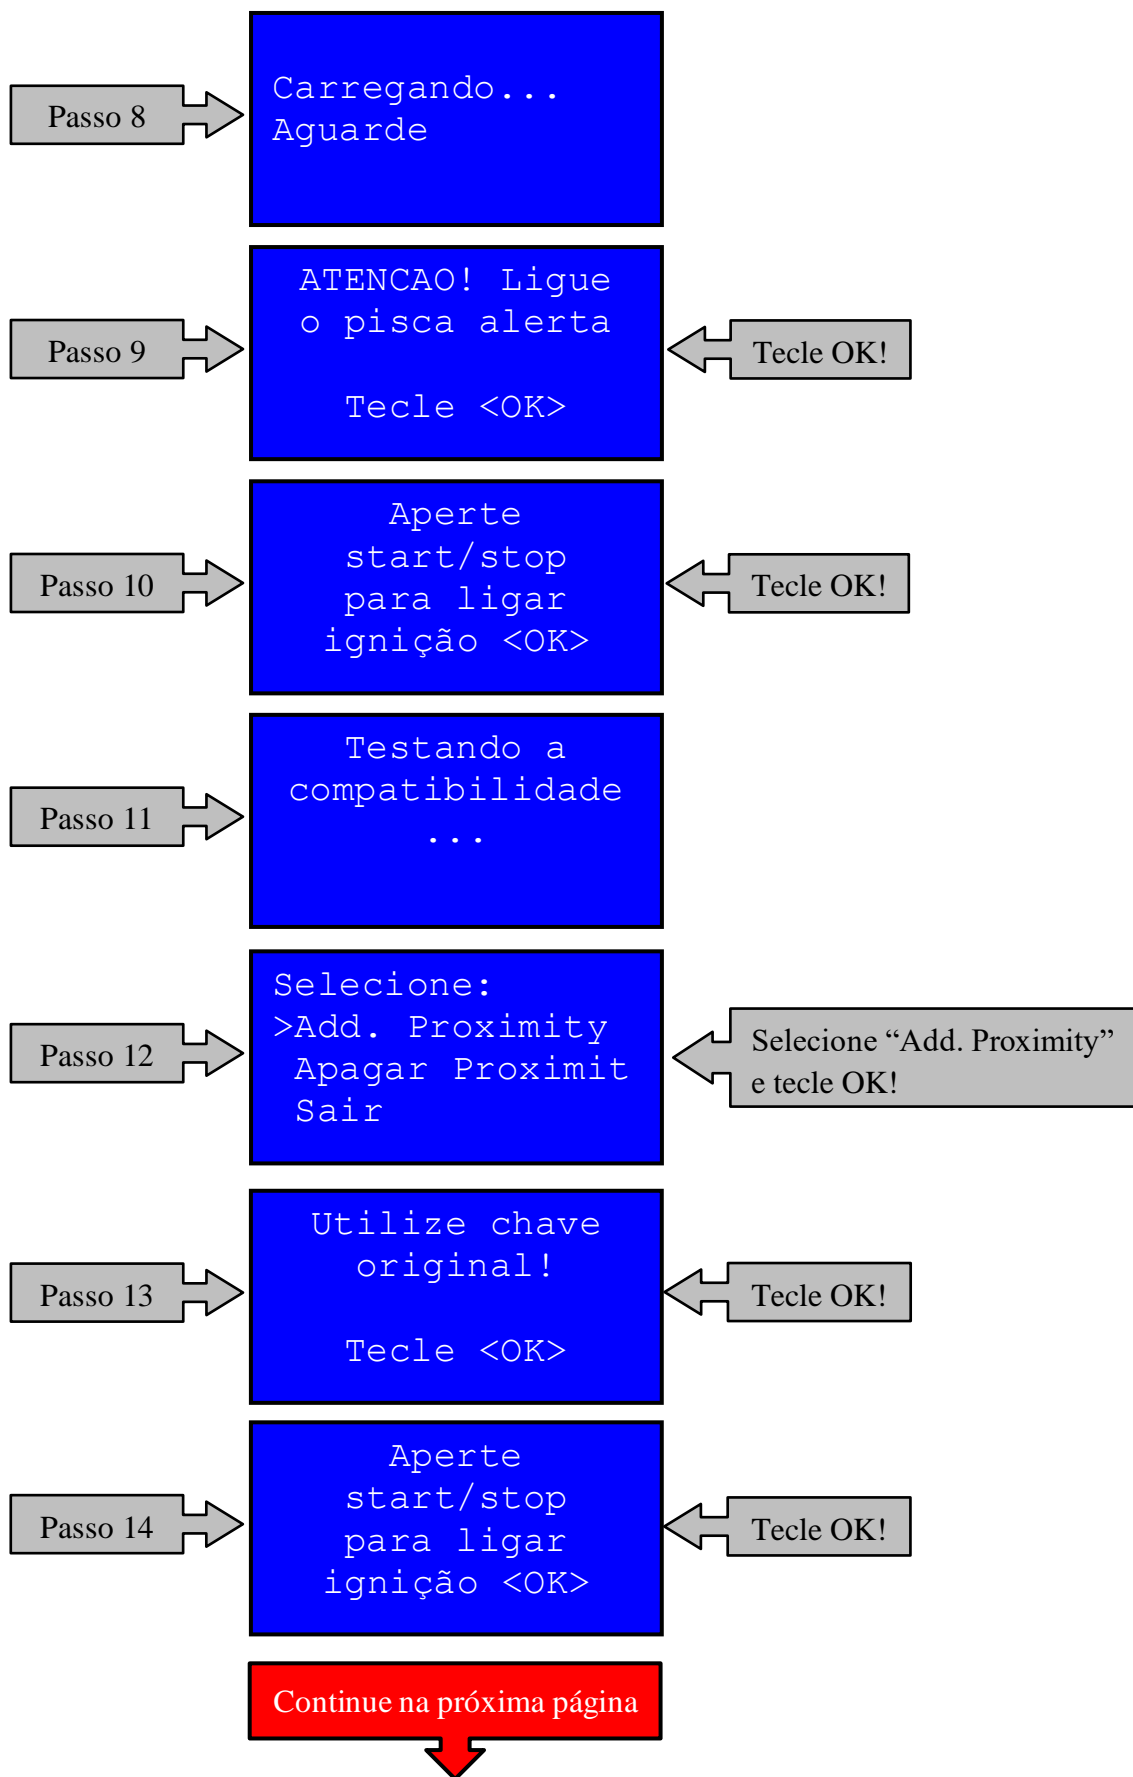 Passo 8
Carregando...
Aguarde
Passo 9
ATENCAO! Ligue
o pisca alerta
Tecle <OK>
Tecle OK!
Passo 10
Aperte
start/stop
para ligar
ignição <OK>
Tecle OK!
Passo 11
Testando a
compatibilidade
...
Passo 12
Selecione:
>Add. Proximity
Apagar Proximit
Sair
Selecione “Add. Proximity”
e tecle OK!
Passo 13
Utilize chave
original!
Tecle <OK>
Tecle OK!
Passo 14
Aperte
start/stop
para ligar
ignição <OK>
Tecle OK!
Continue na próxima página